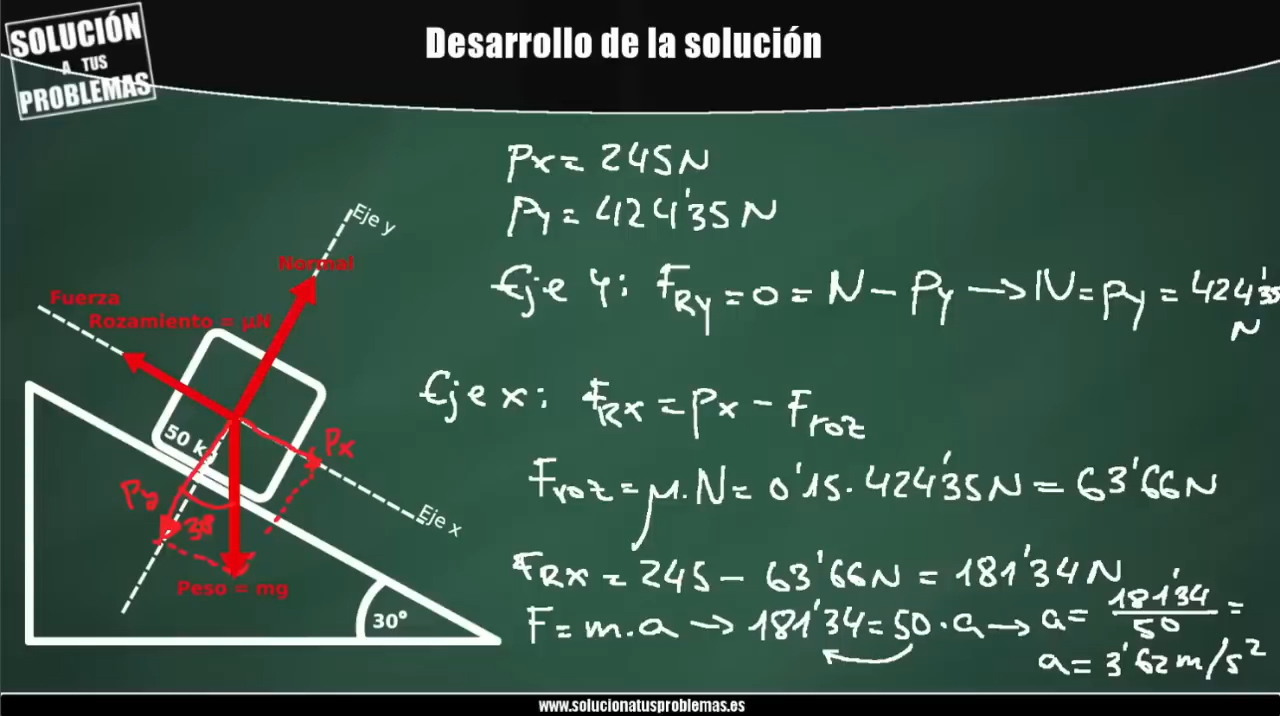 SOLUCIÓN
A TUS
PROBLEMAS
Desarrollo de la solución
Px = 245N
Py = 424'35 N
Eje y: FRy = 0 = N - Py → N = Py = 424'35
N
Eje x: FRx = Px - Froz
Froz = μ. N = 0'15 . 424'35N = 63'66N
FRx = 245 - 63'66N = 181'34N
F = m.a → 181'34 = 50 . a → a = 181'34/50 =
a = 3'62 m/s²
Eje y
Normal
Fuerza
Rozamiento = μN
50 k
Px
Py
30º
Eje x
Peso = mg
30º
www.solucionatusproblemas.es